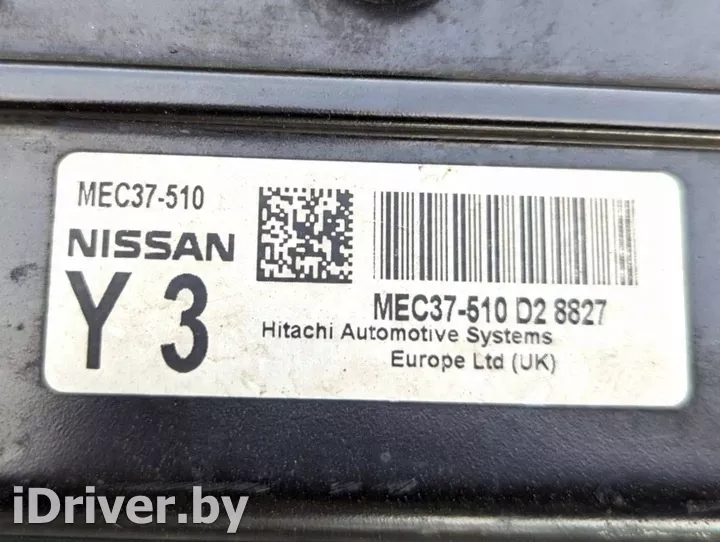 MEC37-510
NISSAN
Y 3
MEC37-510 D2 8827
Hitachi Automotive Systems
Europe Ltd (UK)
iDriver.by